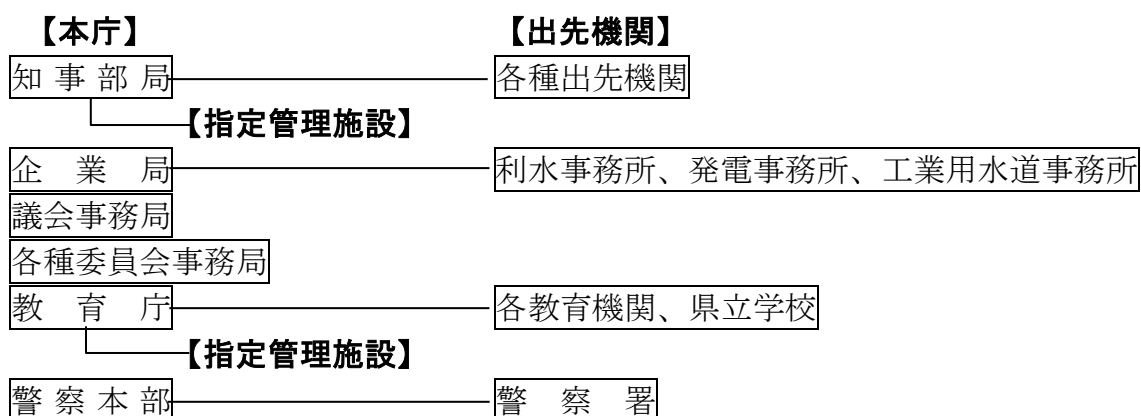 【本庁】 【出先機関】
知事部局 各種出先機関
【指定管理施設】
企業局 利水事務所、発電事務所、工業用水道事務所
議会事務局
各種委員会事務局
教育庁 各教育機関、県立学校
【指定管理施設】
警察本部 警察署